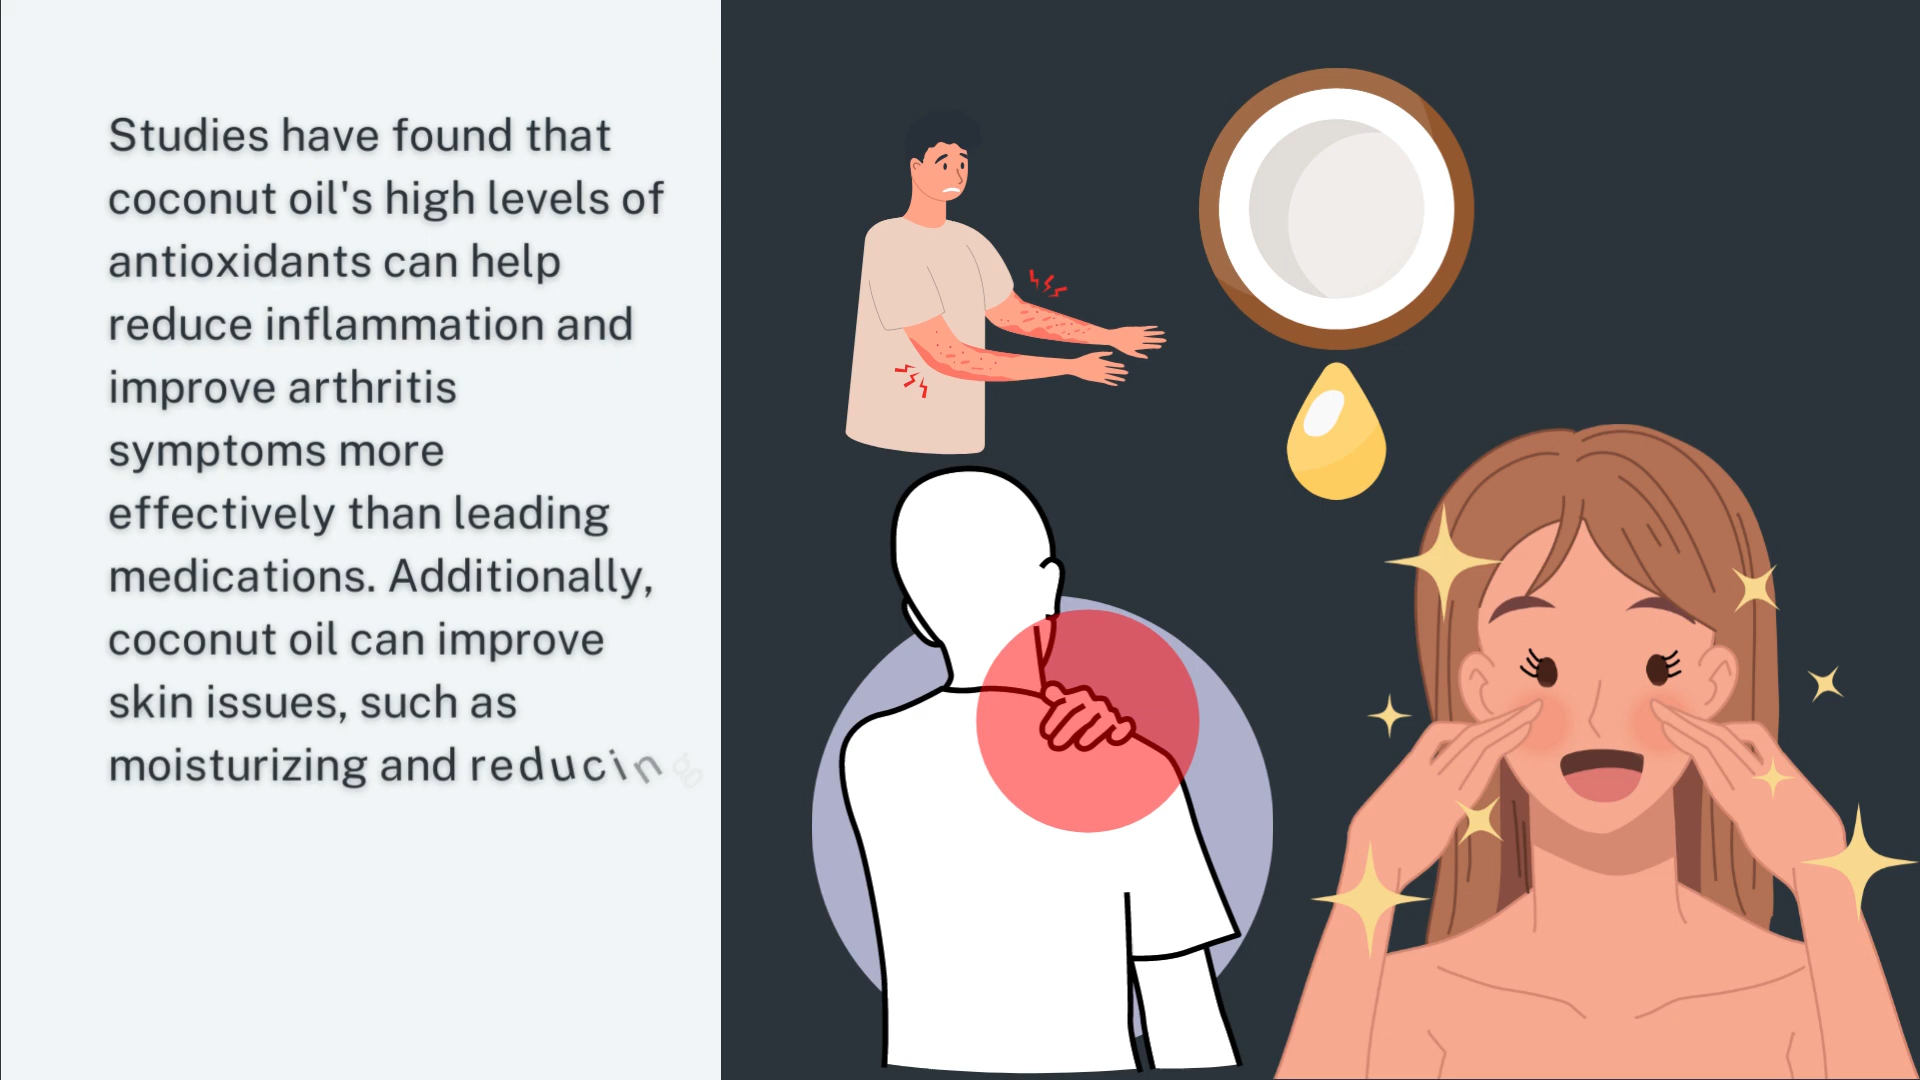 Studies have found that
coconut oil's high levels of
antioxidants can help
reduce inflammation and
improve arthritis
symptoms more
effectively than leading
medications. Additionally,
coconut oil can improve
skin issues, such as
moisturizing and reducing